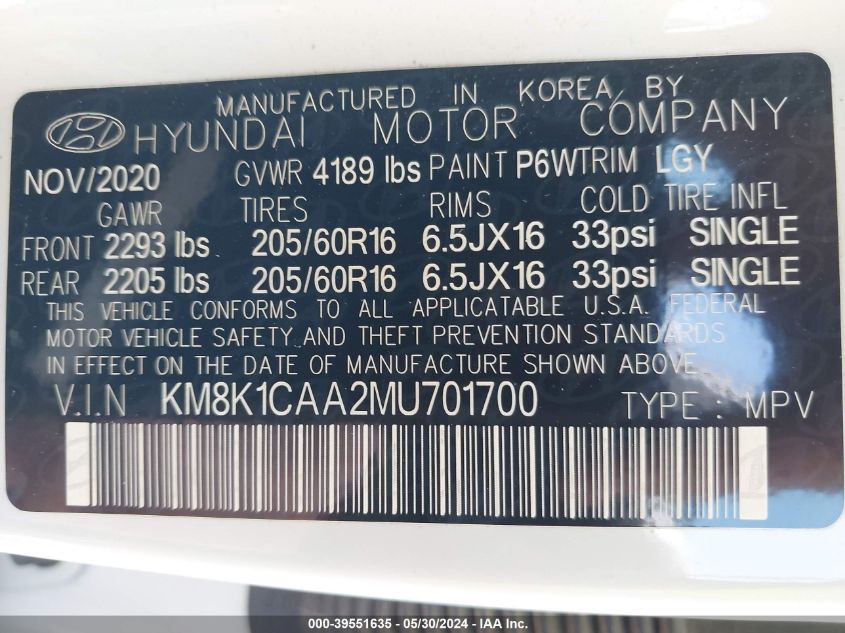 MANUFACTURED IN KOREA BY
HYUNDAI MOTOR COMPANY
NOV/2020 GVWR 4189 lbs PAINT P6W TRIM LGY
GAWR TIRES RIMS COLD TIRE INFL
FRONT 2293 lbs 205/60R16 6.5JX16 33psi SINGLE
REAR 2205 lbs 205/60R16 6.5JX16 33psi SINGLE
THIS VEHICLE CONFORMS TO ALL APPLICATABLE U.S.A. FEDERAL
MOTOR VEHICLE SAFETY AND THEFT PREVENTION STANDARDS
IN EFFECT ON THE DATE OF MANUFACTURE SHOWN ABOVE.
V.I.N KM8K1CAA2MU701700 TYPE : MPV
000-39551635 - 05/30/2024 - IAA Inc.